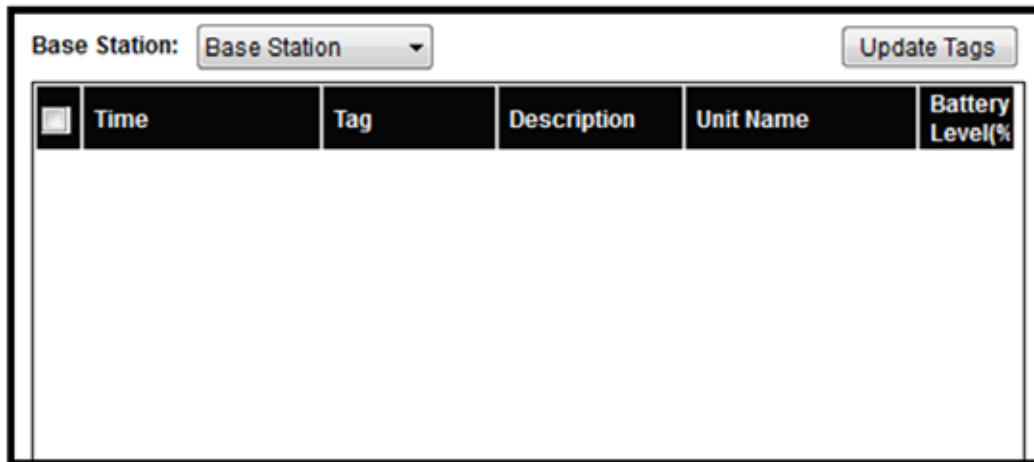 Base Station: Base Station Update Tags
Time Tag Description Unit Name Battery
Level(%